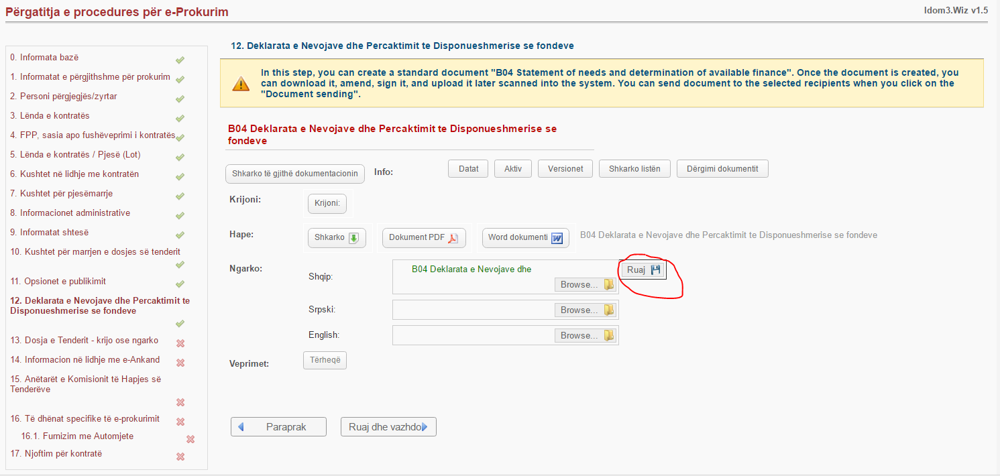 Përgatitja e procedures për e-Prokurim
Idom3.Wiz v1.5
0. Informata bazë
1. Informatat e përgjithshme për prokurim
2. Personi përgjegjës/zyrtar
3. Lënda e kontratës
4. FPP, sasia apo fushëveprimi i kontratës
5. Lënda e kontratës / Pjesë (Lot)
6. Kushtet në lidhje me kontratën
7. Kushtet për pjesëmarrje
8. Informacionet administrative
9. Informatat shtesë
10. Kushtet për marrjen e dosjes së tenderit
11. Opsionet e publikimit
12. Deklarata e Nevojave dhe Percaktimit te
Disponueshmerise se fondeve
13. Dosja e Tenderit - krijo ose ngarko
14. Informacion në lidhje me e-Ankand
15. Anëtarët e Komisionit të Hapjes së
Tenderëve
16. Të dhënat specifike të e-prokurimit
16.1. Furnizim me Automjete
17. Njoftim për kontratë
12. Deklarata e Nevojave dhe Percaktimit te Disponueshmerise se fondeve
In this step, you can create a standard document "B04 Statement of needs and determination of available finance". Once the document is created, you
can download it, amend, sign it, and upload it later scanned into the system. You can send document to the selected recipients when you click on the
"Document sending".
B04 Deklarata e Nevojave dhe Percaktimit te Disponueshmerise se
fondeve
Shkarko të gjithë dokumentacionin Info: Datat Aktiv Versionet Shkarko listën Dërgimi dokumentit
Krijoni: Krijoni:
Hape: Shkarko Dokument PDF Word dokumenti B04 Deklarata e Nevojave dhe Percaktimit te Disponueshmerise se fondeve
Ngarko:
Shqip: B04 Deklarata e Nevojave dhe Ruaj
Browse...
Srpski: Browse...
English: Browse...
Veprimet: Tërheqë
Paraprak Ruaj dhe vazhdo